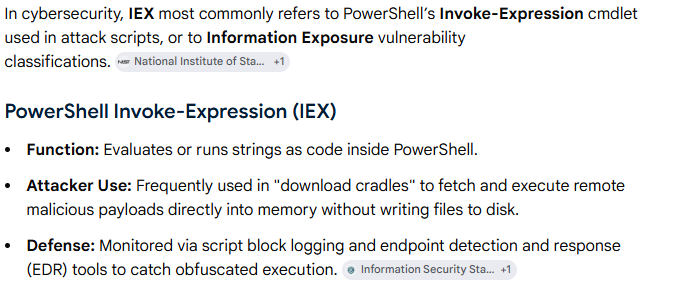 In cybersecurity, IEX most commonly refers to PowerShell’s Invoke-Expression cmdlet
used in attack scripts, or to Information Exposure vulnerability
classifications. National Institute of Sta... +1
PowerShell Invoke-Expression (IEX)
• Function: Evaluates or runs strings as code inside PowerShell.
• Attacker Use: Frequently used in "download cradles" to fetch and execute remote
malicious payloads directly into memory without writing files to disk.
• Defense: Monitored via script block logging and endpoint detection and response
(EDR) tools to catch obfuscated execution. Information Security Sta... +1